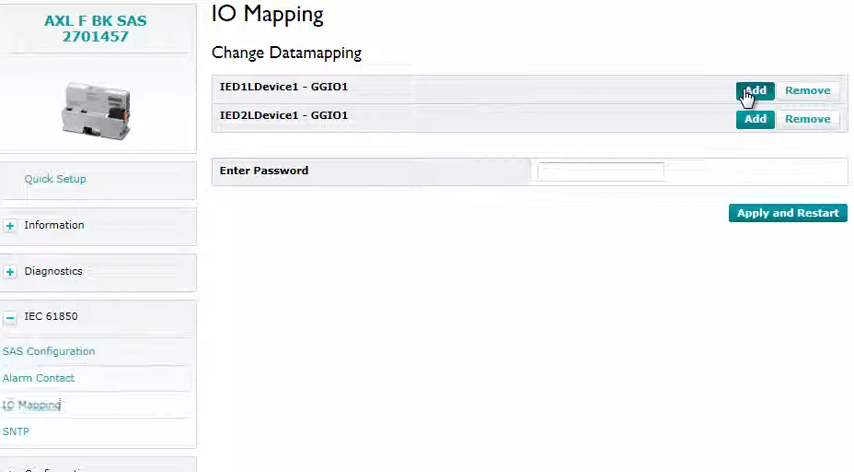 AXL F BK SAS
2701457
Quick Setup
Information
Diagnostics
IEC 61850
SAS Configuration
Alarm Contact
IO Mapping
SNTP
IO Mapping
Change Datamapping
IED1LDevice1 - GGIO1
Add Remove
IED2LDevice1 - GGIO1
Add Remove
Enter Password
Apply and Restart